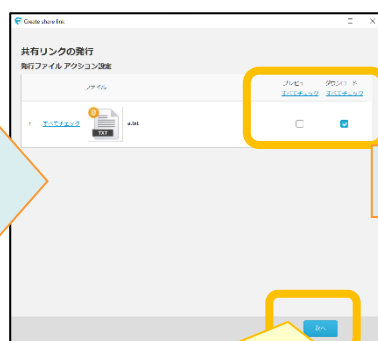 Create share link
共有リンクの発行
発行ファイル アクション設定
ファイル
プレビュー ダウンロード
すべてチェック すべてチェック
1 すべてチェック 0 TXT a.txt
次へ